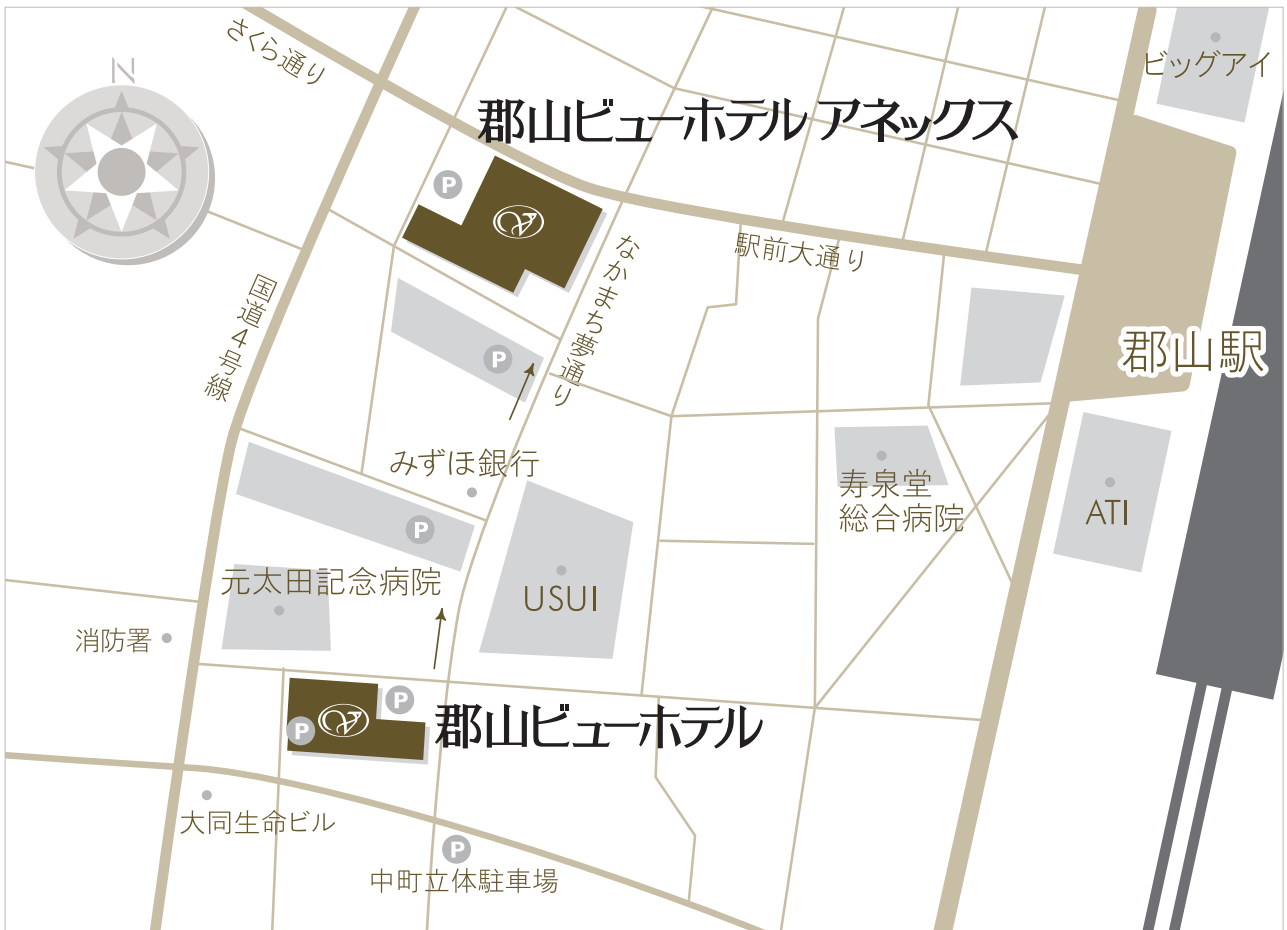 N
さくら通り
ビッグアイ
郡山ビューホテル アネックス
P
駅前大通り
なかまち夢通り
国道4号線
郡山駅
P
みずほ銀行
寿泉堂
総合病院
ATI
P
元太田記念病院
USUI
消防署
P
P
郡山ビューホテル
大同生命ビル
P
中町立体駐車場